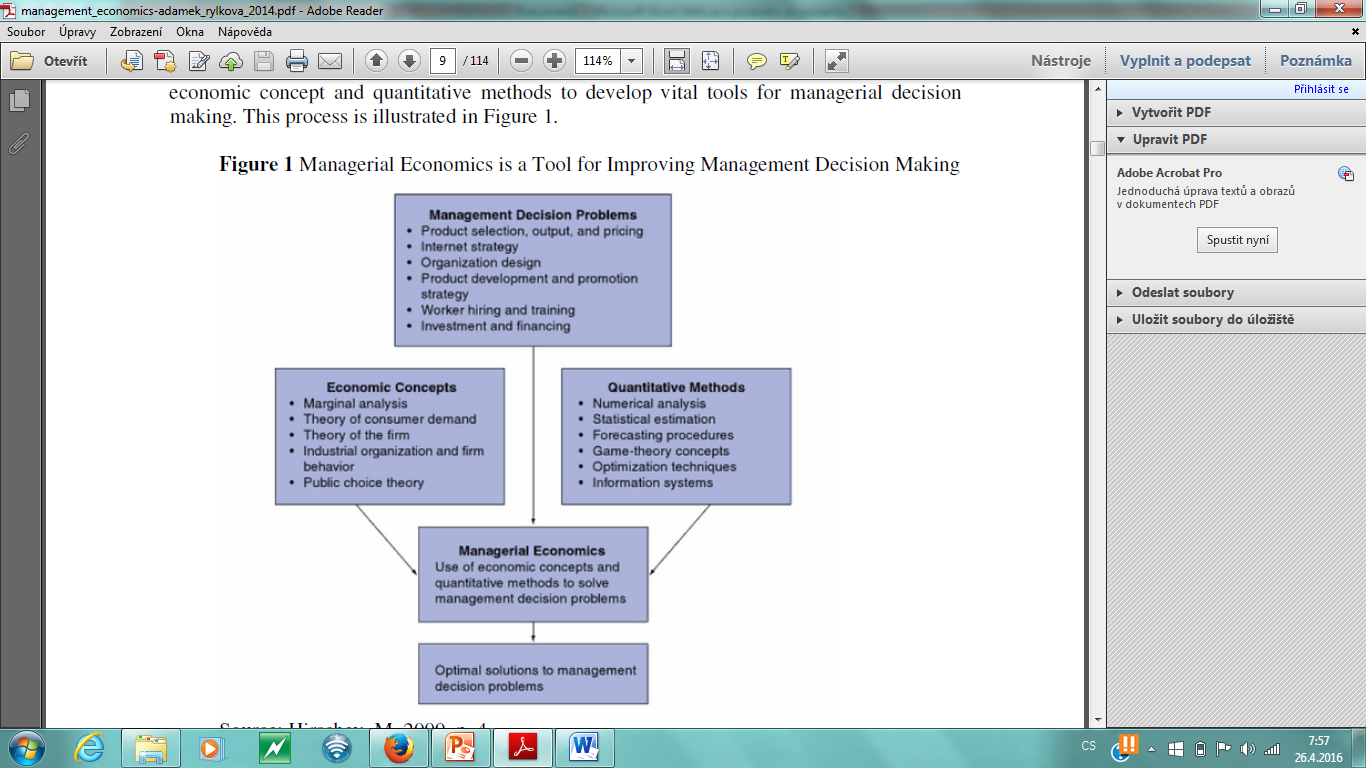 management_economics-adamek_rylkova_2014.pdf - Adobe Reader
Soubor Úpravy Zobrazení Okna Nápověda
Otevřít 9 / 114 114% Nástroje Vyplnit a podepsat Poznámka
economic concept and quantitative methods to develop vital tools for managerial decision
making. This process is illustrated in Figure 1.
Figure 1 Managerial Economics is a Tool for Improving Management Decision Making
Management Decision Problems
• Product selection, output, and pricing
• Internet strategy
• Organization design
• Product development and promotion
strategy
• Worker hiring and training
• Investment and financing
Economic Concepts
• Marginal analysis
• Theory of consumer demand
• Theory of the firm
• Industrial organization and firm
behavior
• Public choice theory
Quantitative Methods
• Numerical analysis
• Statistical estimation
• Forecasting procedures
• Game-theory concepts
• Optimization techniques
• Information systems
Managerial Economics
Use of economic concepts and
quantitative methods to solve
management decision problems
Optimal solutions to management
decision problems
Source: Hirschey, M. 2009, p. 4
Přihlásit se
Vytvořit PDF
Upravit PDF
Adobe Acrobat Pro
Jednoduchá úprava textů a obrazů
v dokumentech PDF
Spustit nyní
Odeslat soubory
Uložit soubory do úložiště
CS
7:57
26.4.2016